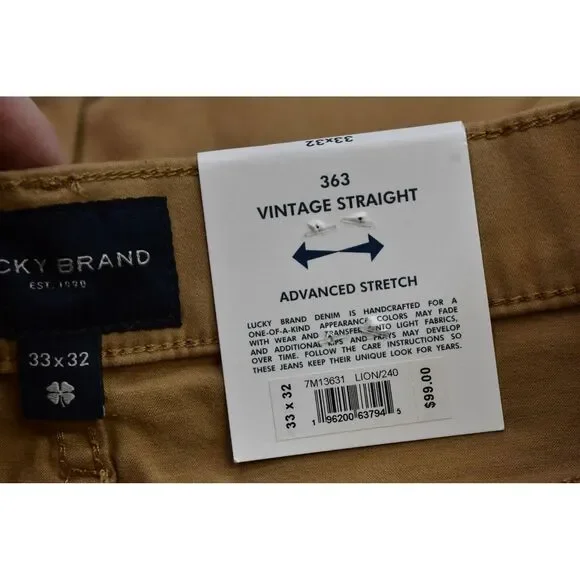 33x32
363
VINTAGE STRAIGHT
ADVANCED STRETCH
LUCKY BRAND DENIM IS HANDCRAFTED FOR A
ONE-OF-A-KIND APPEARANCE COLORS MAY FADE
WITH WEAR AND TRANSFER INTO LIGHT FABRICS,
AND ADDITIONAL RIPS AND FRAYS MAY DEVELOP
OVER TIME. FOLLOW THE CARE INSTRUCTIONS SO
THESE JEANS KEEP THEIR UNIQUE LOOK FOR YEARS.
33 x 32
7M13631 LION/240
1 96200 63794 5
$99.00
CKY BRAND
EST. 1990
33 x 32